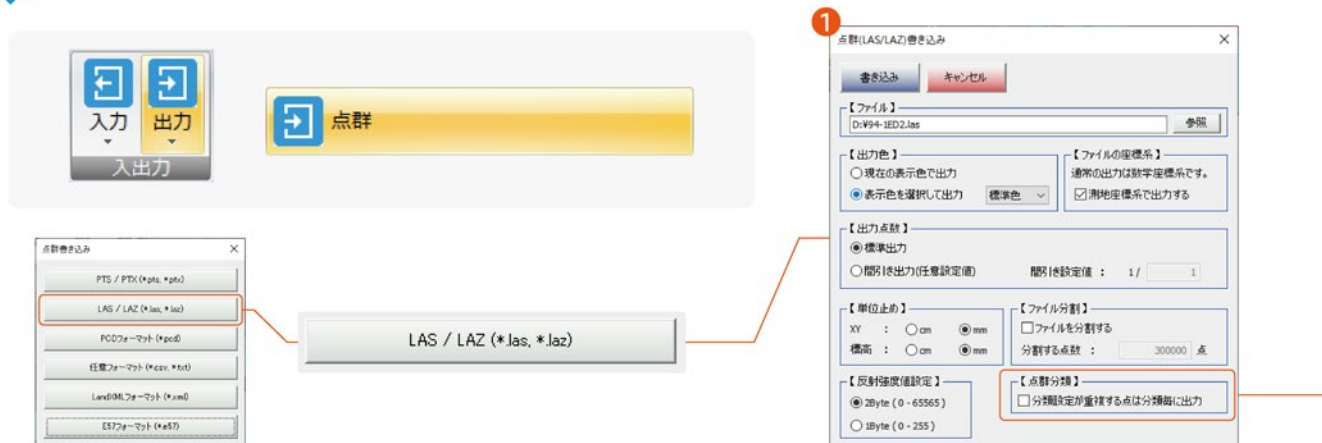 入力
出力
入出力
点群
点群書き込み
PTS / PTX (*.pts, *.ptx)
LAS / LAZ (*.las, *.laz)
PCDフォーマット (*.pcd)
任意フォーマット (*.csv, *.txt)
LandXMLフォーマット (*.xml)
E57フォーマット (*.e57)
LAS / LAZ (*.las, *.laz)
1
点群(LAS/LAZ)書き込み
書き込み キャンセル
【ファイル】
D:¥94-1ED2.las 参照
【出力色】
現在の表示色で出力
表示色を選択して出力 標準色
【ファイルの座標系】
通常の出力は数学座標系です。
測地座標系で出力する
【出力点数】
標準出力
間引き出力(任意設定値) 間引き設定値 : 1/ 1
【単位止め】
XY : cm mm
標高 : cm mm
【ファイル分割】
ファイルを分割する
分割する点数 : 300000 点
【反射強度値設定】
2Byte ( 0 - 65565 )
1Byte ( 0 - 255 )
【点群分類】
分類設定が重複する点は分類毎に出力